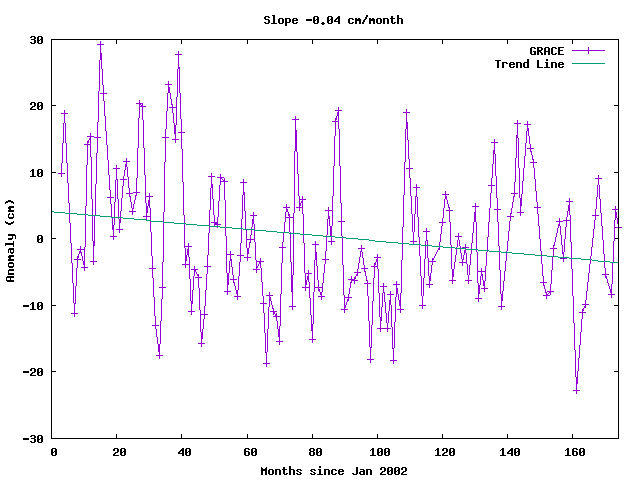 Slope -0.04 cm/month
GRACE
Trend Line
30
20
10
0
-10
-20
-30
Anomaly (cm)
0 20 40 60 80 100 120 140 160
Months since Jan 2002